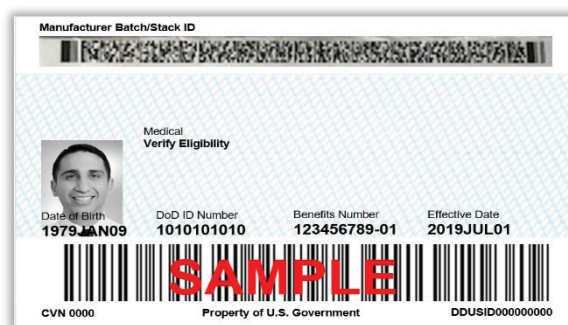 Manufacturer Batch/Stack ID
Medical
Verify Eligibility
Date of Birth DoD ID Number Benefits Number Effective Date
1979JAN09 1010101010 123456789-01 2019JUL01
SAMPLE
CVN 0000 Property of U.S. Government DDUSID000000000